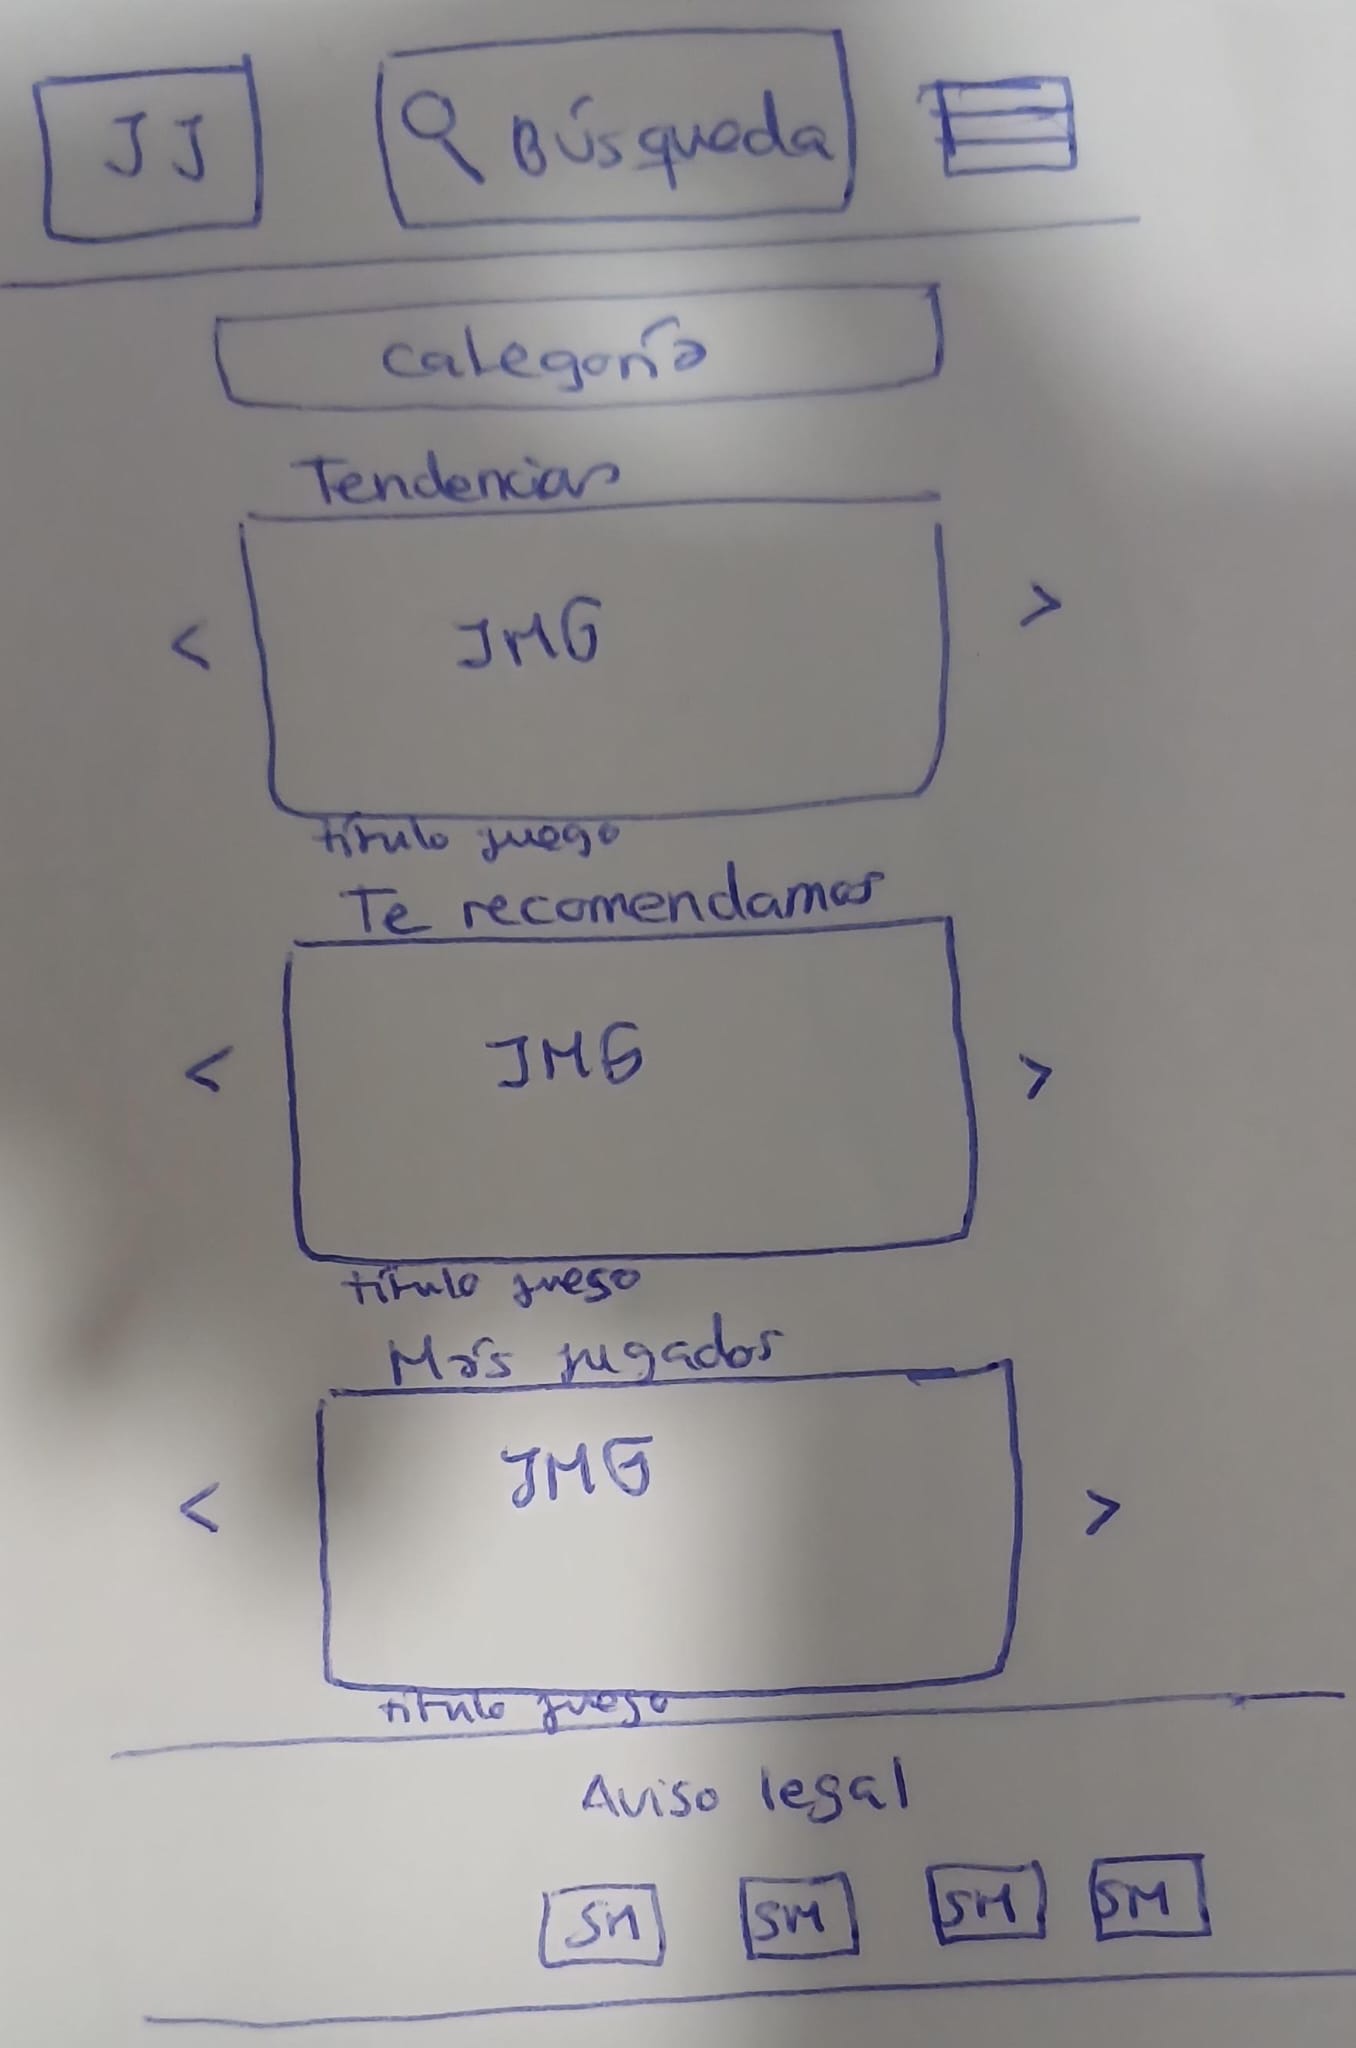 JJ Búsqueda
Categoría
Tendencias
< IMG >
título juego
Te recomendamos
< IMG >
título juego
Más jugados
< IMG >
título juego
Aviso legal
SM SM SM SM